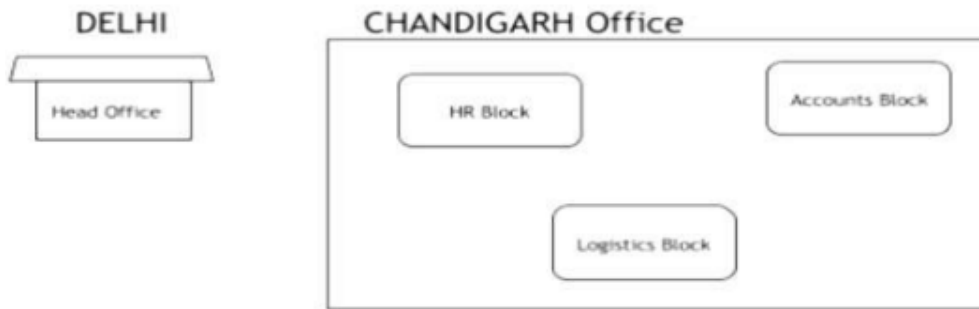 DELHI
CHANDIGARH Office
Head Office
HR Block
Accounts Block
Logistics Block